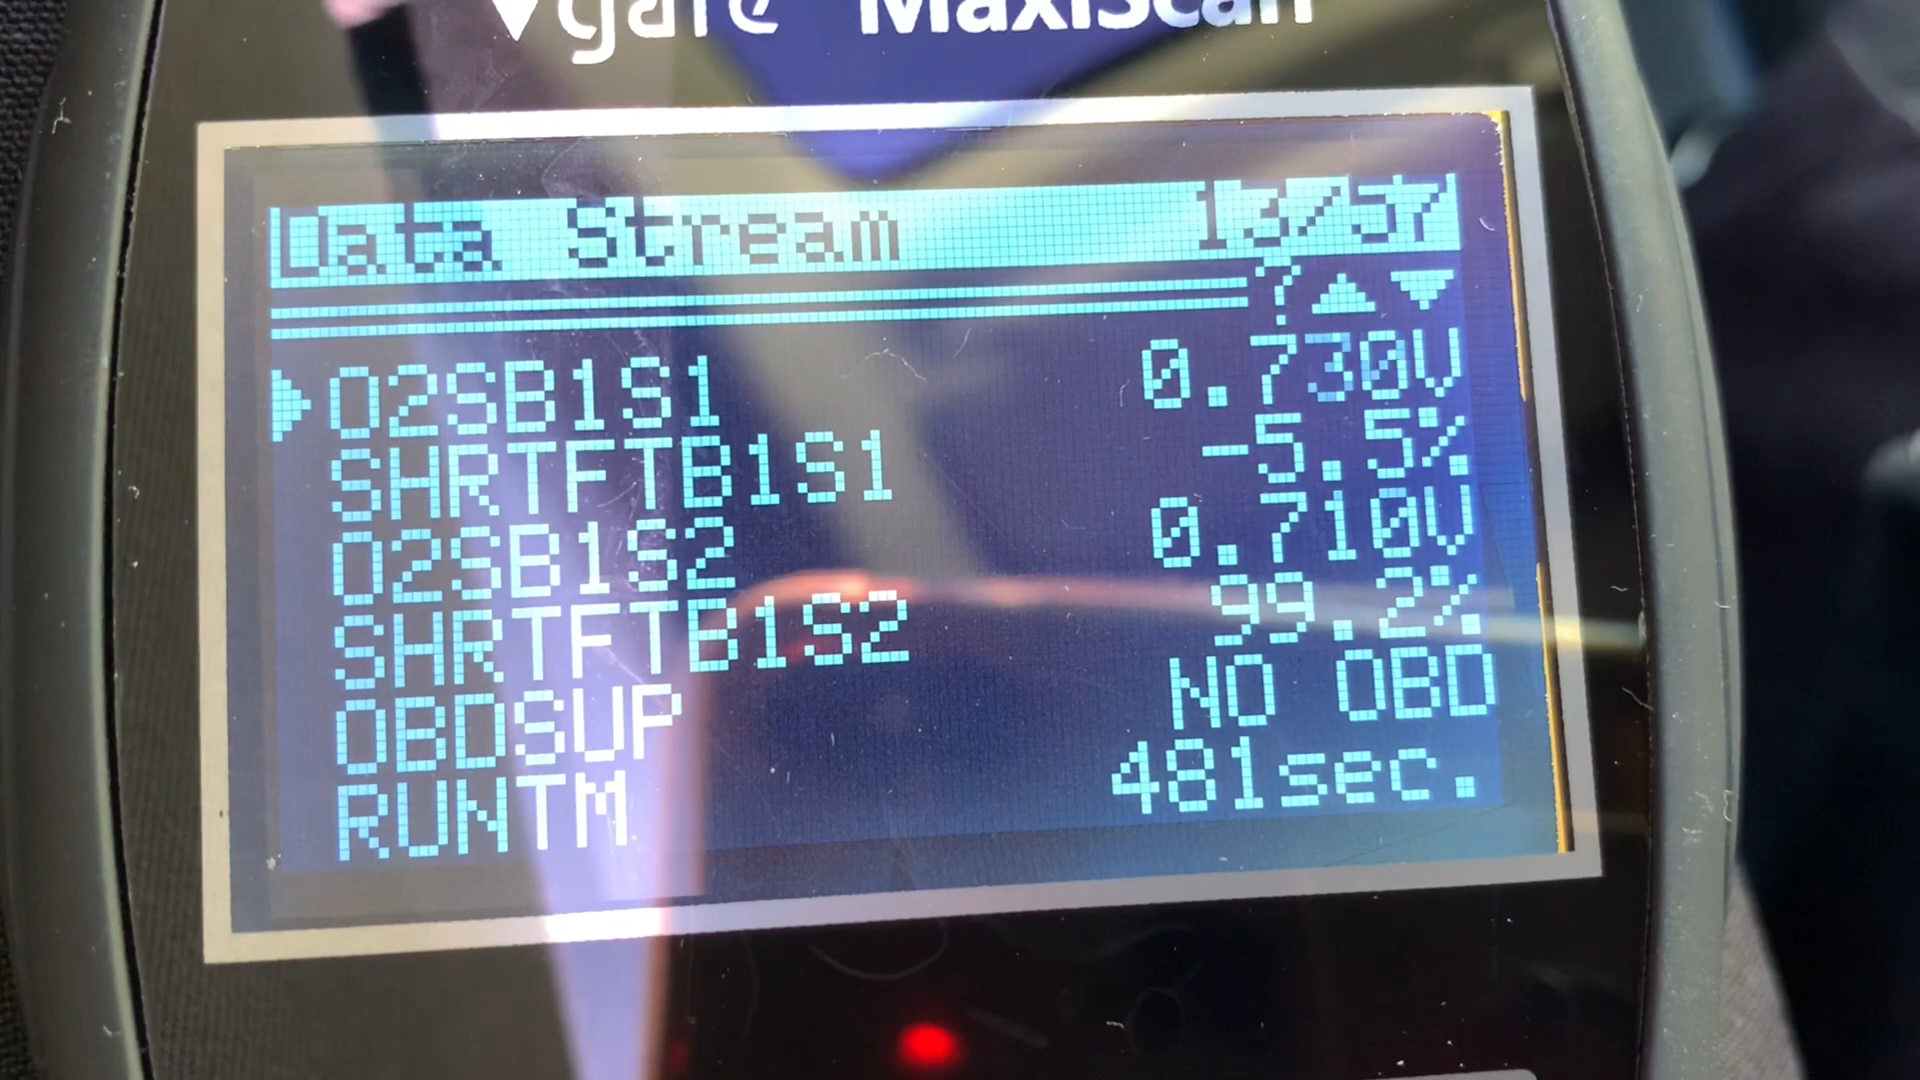 Vgate MaxiScan
Data Stream 13/57
?
O2SB1S1 0.730V
SHRTFTB1S1 -5.5%
O2SB1S2 0.710V
SHRTFTB1S2 99.2%
OBDSUP NO OBD
RUNTM 481sec.